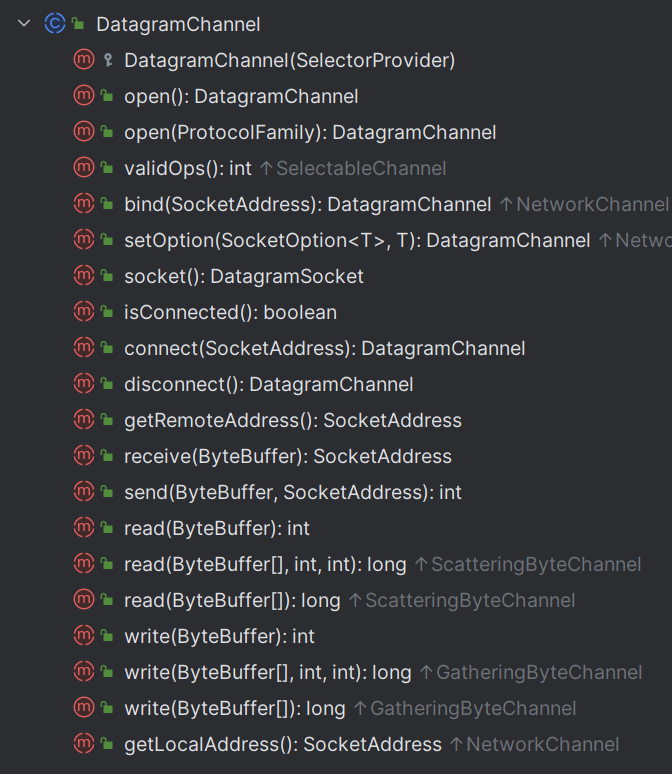 DatagramChannel
DatagramChannel(SelectorProvider)
open(): DatagramChannel
open(ProtocolFamily): DatagramChannel
validOps(): int ↑SelectableChannel
bind(SocketAddress): DatagramChannel ↑NetworkChannel
setOption(SocketOption<T>, T): DatagramChannel ↑Netwo
socket(): DatagramSocket
isConnected(): boolean
connect(SocketAddress): DatagramChannel
disconnect(): DatagramChannel
getRemoteAddress(): SocketAddress
receive(ByteBuffer): SocketAddress
send(ByteBuffer, SocketAddress): int
read(ByteBuffer): int
read(ByteBuffer[], int, int): long ↑ScatteringByteChannel
read(ByteBuffer[]): long ↑ScatteringByteChannel
write(ByteBuffer): int
write(ByteBuffer[], int, int): long ↑GatheringByteChannel
write(ByteBuffer[]): long ↑GatheringByteChannel
getLocalAddress(): SocketAddress ↑NetworkChannel